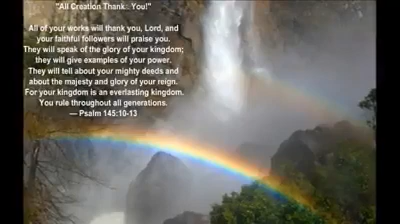 "All Creation Thank.. You!"
All of your works will thank you, Lord, and
your faithful followers will praise you.
They will speak of the glory of your kingdom;
they will give examples of your power.
They will tell about your mighty deeds and
about the majesty and glory of your reign.
For your kingdom is an everlasting kingdom.
You rule throughout all generations.
— Psalm 145:10-13